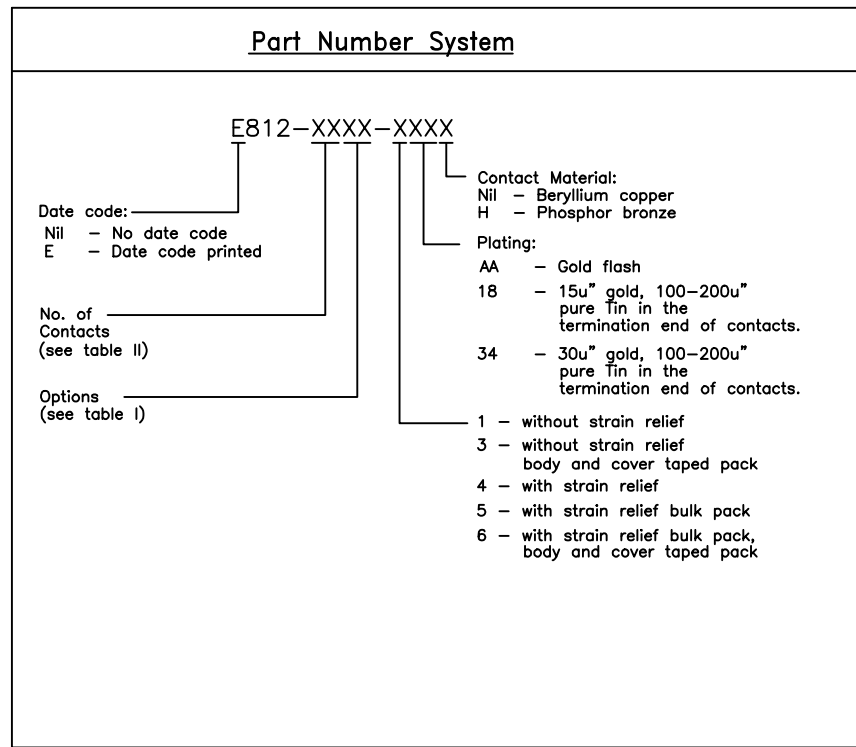 Part Number System
E812-XXXX-XXXX
Date code:
Nil - No date code
E - Date code printed
No. of
Contacts
(see table II)
Options
(see table I)
Contact Material:
Nil - Beryllium copper
H - Phosphor bronze
Plating:
AA - Gold flash
18 - 15u" gold, 100-200u"
pure Tin in the
termination end of contacts.
34 - 30u" gold, 100-200u"
pure Tin in the
termination end of contacts.
1 - without strain relief
3 - without strain relief
body and cover taped pack
4 - with strain relief
5 - with strain relief bulk pack
6 - with strain relief bulk pack,
body and cover taped pack